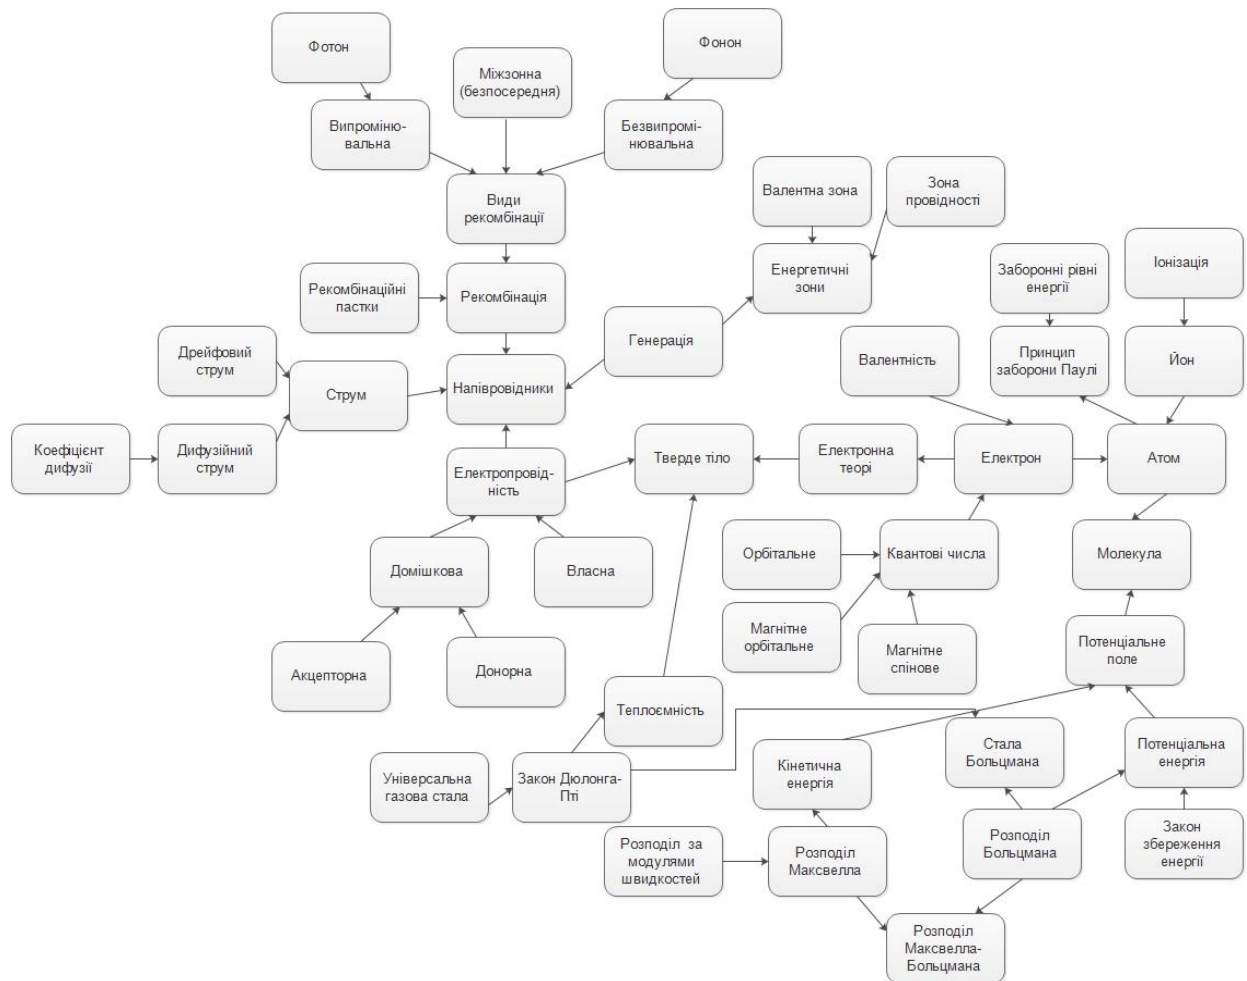 Фотон
Міжзонна
(безпосередня)
Фонон
Випроміню-
вальна
Безвипромі-
нювальна
Види
рекомбінації
Валентна зона
Зона
провідності
Енергетичні
зони
Заборонні рівні
енергії
Іонізація
Рекомбінаційні
пастки
Рекомбінація
Генерація
Дрейфовий
струм
Струм
Напівровідники
Валентність
Принцип
заборони Паулі
Йон
Коефіцієнт
дифузії
Дифузійний
струм
Електропровід-
ність
Тверде тіло
Електронна
теорі
Електрон
Атом
Домішкова
Власна
Орбітальне
Квантові числа
Молекула
Акцепторна
Донорна
Магнітне
орбітальне
Магнітне
спінове
Потенціальне
поле
Теплоємність
Універсальна
газова стала
Закон Дюлонга-
Пті
Кінетична
енергія
Стала
Больцмана
Потенціальна
енергія
Розподіл за
модулями
швидкостей
Розподіл
Максвелла
Розподіл
Больцмана
Закон
збереження
енергії
Розподіл
Максвелла-
Больцмана